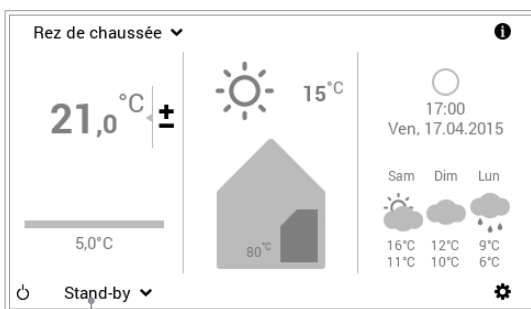 Rez de chaussée
21,0°C ±
5,0°C
Stand-by
15°C
80°C
17:00
Ven, 17.04.2015
Sam Dim Lun
16°C 12°C 9°C
11°C 10°C 6°C